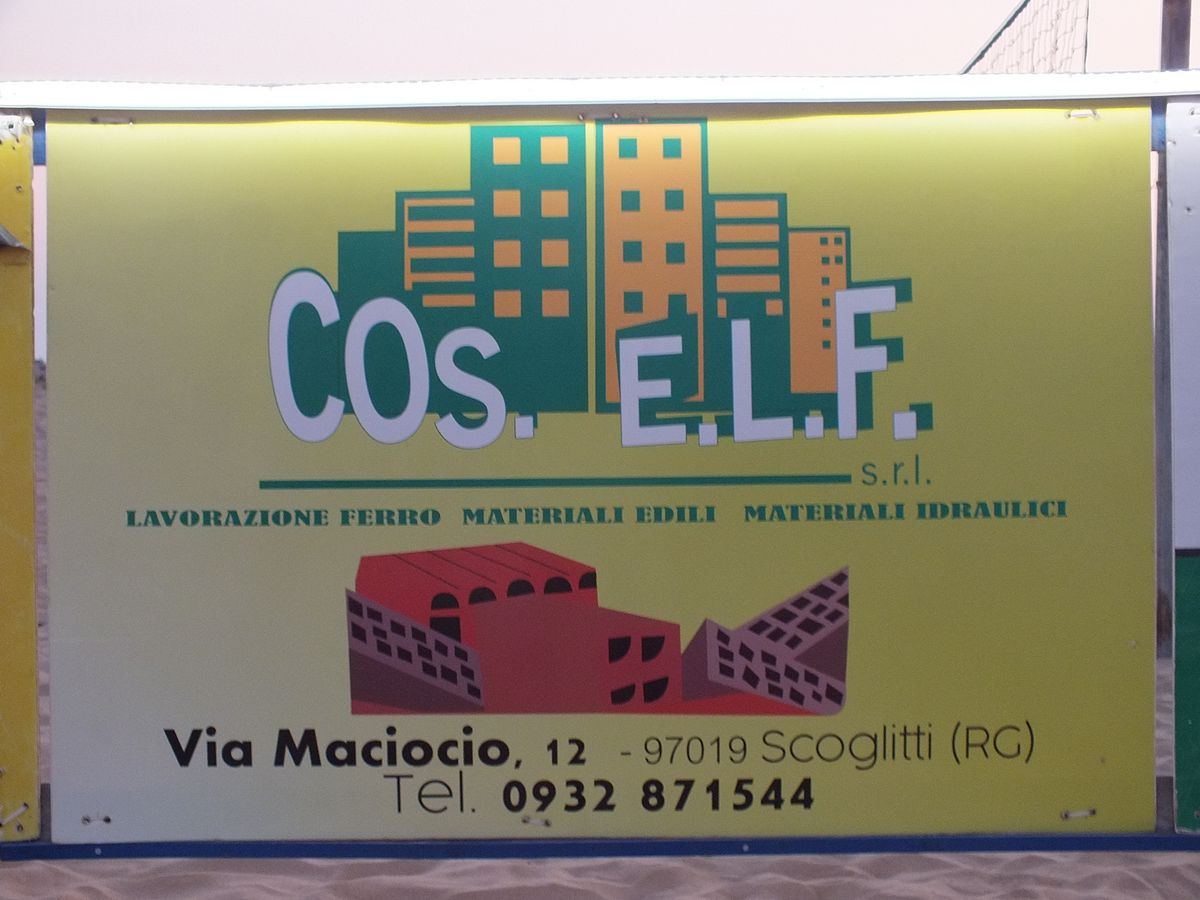 COS. E.L.F.
s.r.l.
LAVORAZIONE FERRO MATERIALI EDILI MATERIALI IDRAULICI
Via Maciocio, 12 - 97019 Scoglitti (RG)
Tel. 0932 871544